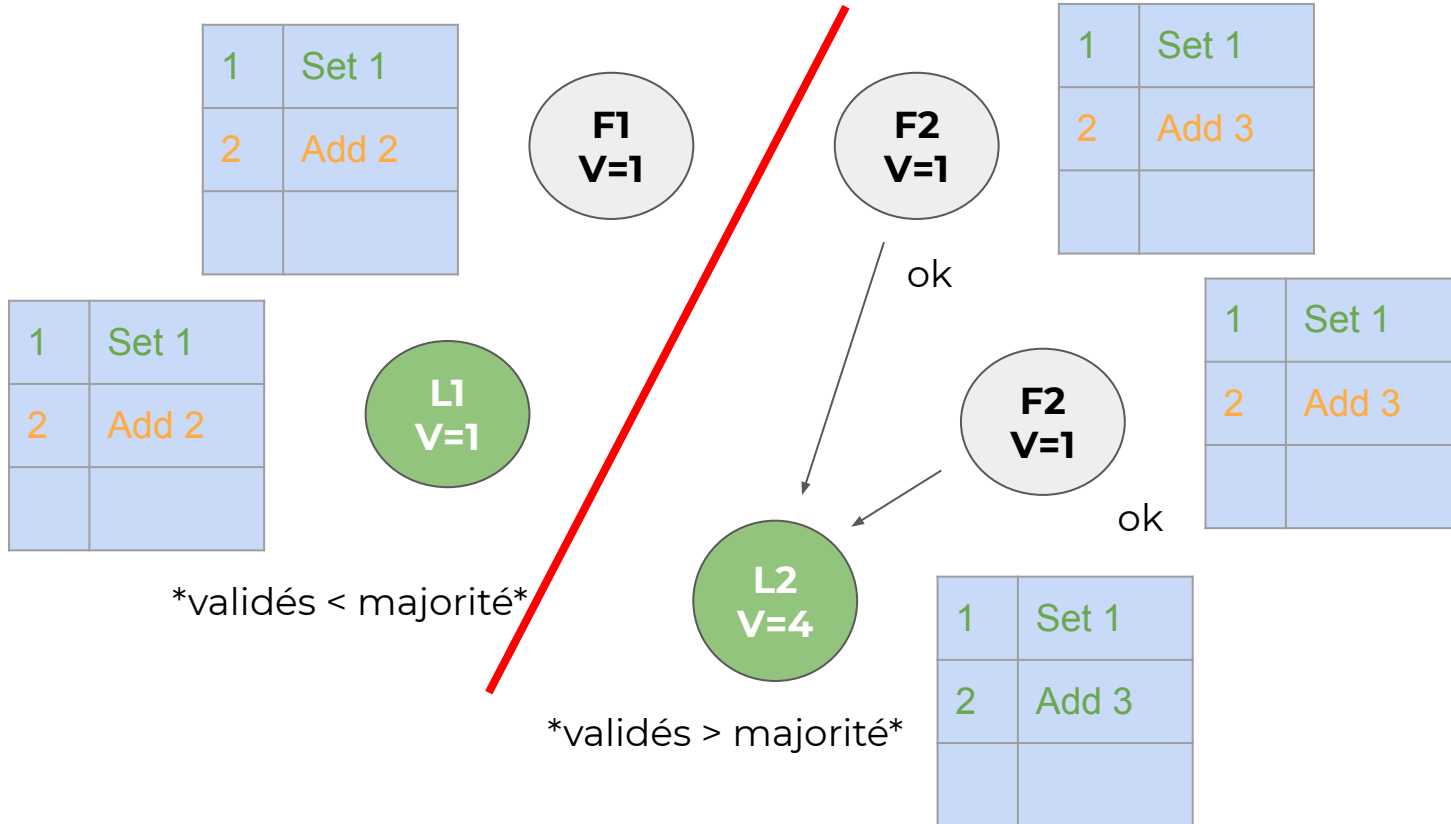 1 Set 1
2 Add 2
F1
V=1
F2
V=1
1 Set 1
2 Add 3
ok
1 Set 1
2 Add 2
L1
V=1
F2
V=1
1 Set 1
2 Add 3
ok
*validés < majorité*
L2
V=4
1 Set 1
2 Add 3
*validés > majorité*